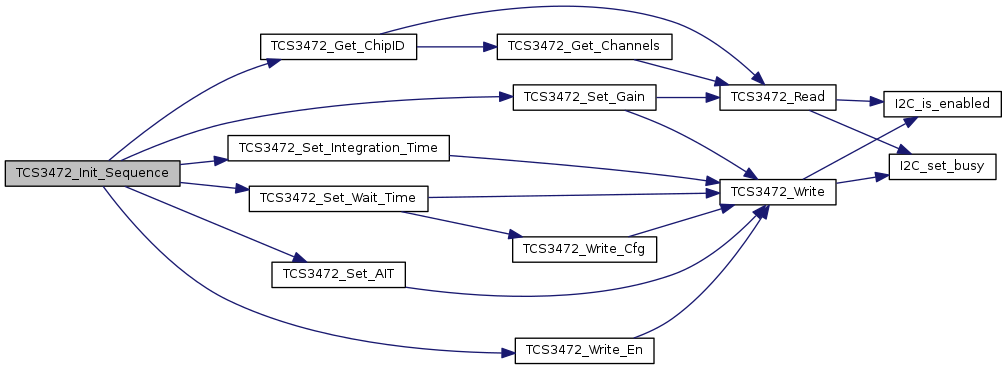 TCS3472_Get_ChipID
TCS3472_Get_Channels
TCS3472_Set_Gain
TCS3472_Read
I2C_is_enabled
TCS3472_Set_Integration_Time
TCS3472_Init_Sequence
I2C_set_busy
TCS3472_Set_Wait_Time
TCS3472_Write
TCS3472_Write_Cfg
TCS3472_Set_AIT
TCS3472_Write_En